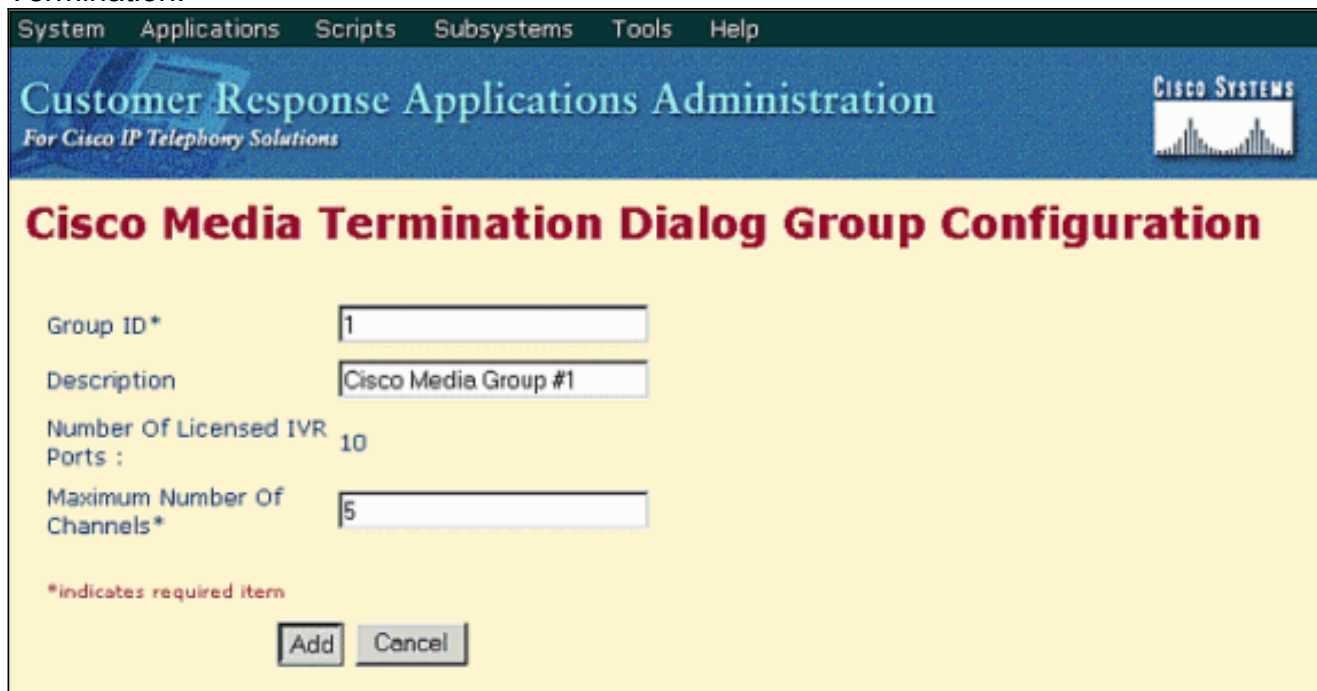 Termination.
System Applications Scripts Subsystems Tools Help
Customer Response Applications Administration
For Cisco IP Telephony Solutions
CISCO SYSTEMS
Cisco Media Termination Dialog Group Configuration
Group ID* 1
Description Cisco Media Group #1
Number Of Licensed IVR
Ports : 10
Maximum Number Of
Channels* 5
*indicates required item
Add Cancel